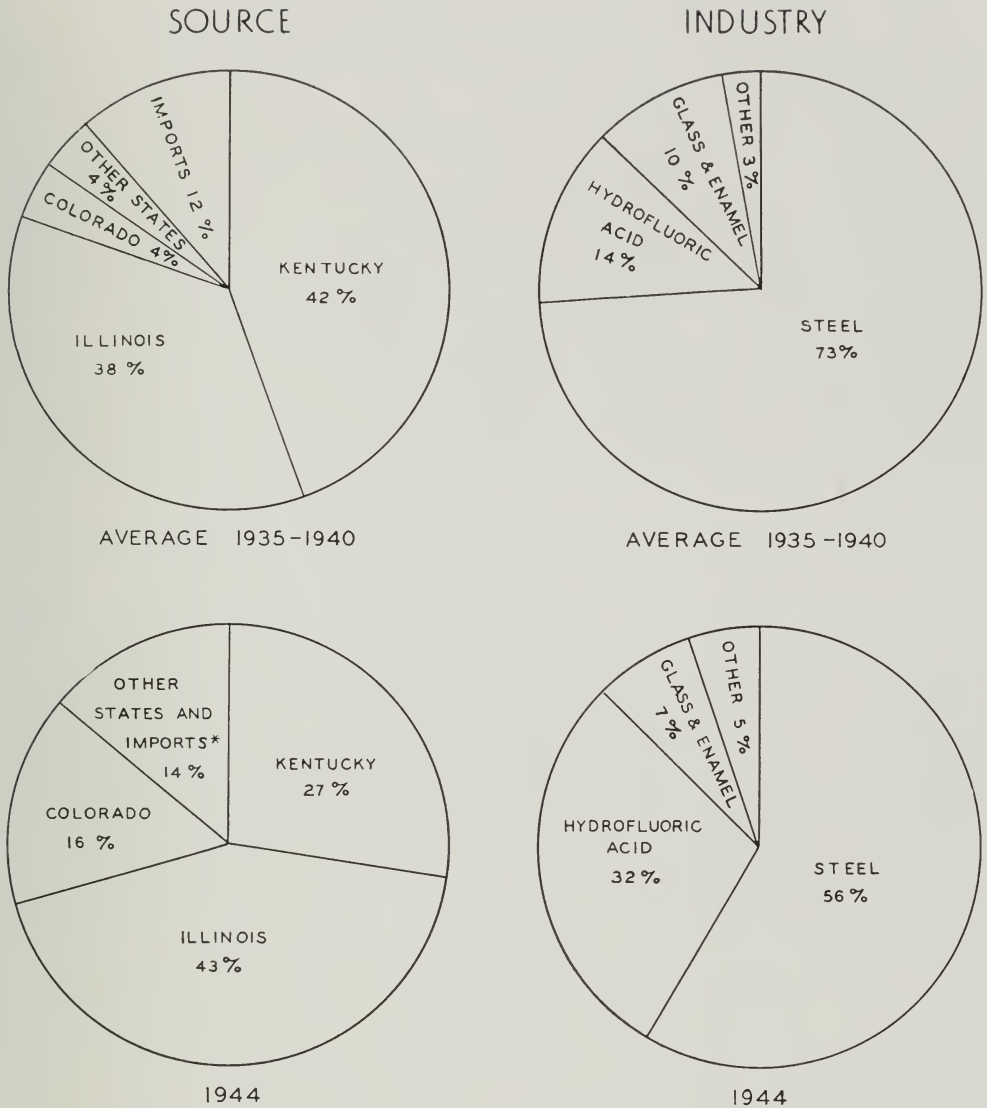 SOURCE
IMPORTS 12 %
OTHER STATES
4%
COLORADO 4%
KENTUCKY
42 %
ILLINOIS
38 %
AVERAGE 1935-1940
INDUSTRY
OTHER 3%
GLASS & ENAMEL
10 %
HYDROFLUORIC
ACID
14%
STEEL
73%
AVERAGE 1935-1940
OTHER
STATES AND
IMPORTS*
14 %
KENTUCKY
27 %
COLORADO
16 %
ILLINOIS
43 %
1944
OTHER 5 %
GLASS & ENAMEL
7 %
HYDROFLUORIC
ACID
32 %
STEEL
56 %
1944